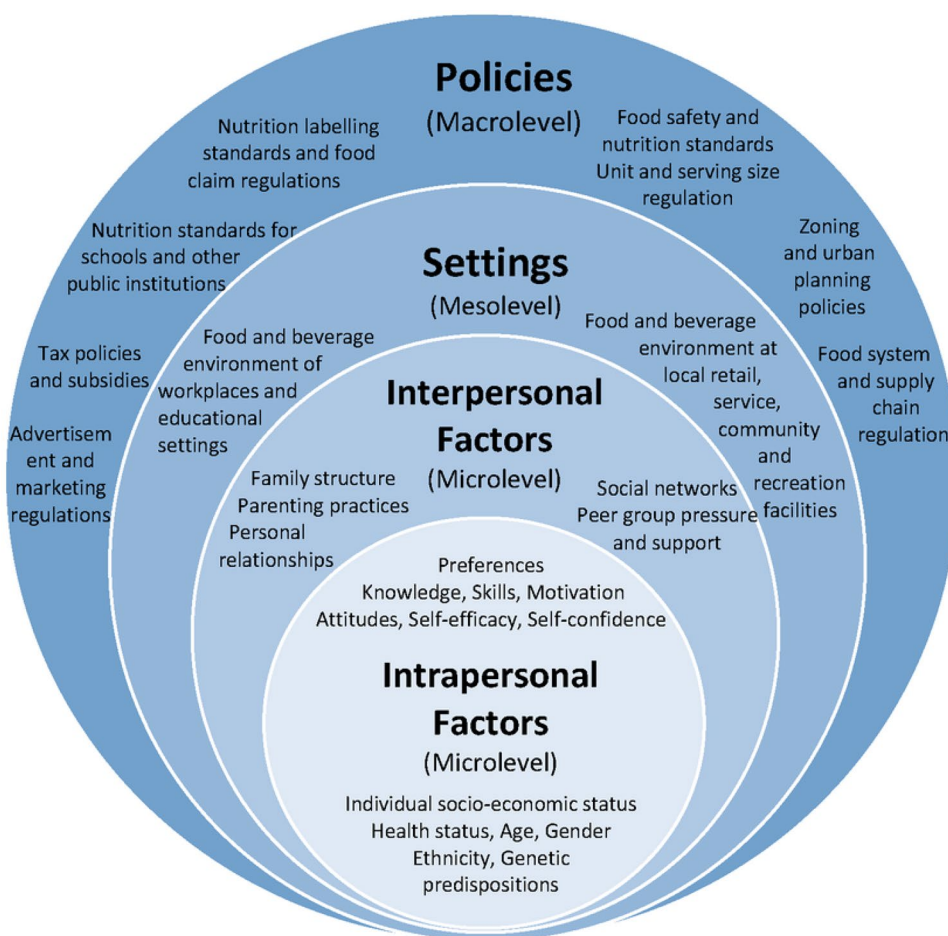 Policies
(Macrolevel)
Nutrition labelling
standards and food
claim regulations
Food safety and
nutrition standards
Unit and serving size
regulation
Nutrition standards for
schools and other
public institutions
Zoning
and urban
planning
policies
Tax policies
and subsidies
Food system
and supply
chain
regulation
Advertisem
ent and
marketing
regulations
Settings
(Mesolevel)
Food and beverage
environment of
workplaces and
educational
settings
Food and beverage
environment at
local retail,
service,
community
and
recreation
facilities
Interpersonal
Factors
(Microlevel)
Family structure
Parenting practices
Personal
relationships
Social networks
Peer group pressure
and support
Preferences
Knowledge, Skills, Motivation
Attitudes, Self-efficacy, Self-confidence
Intrapersonal
Factors
(Microlevel)
Individual socio-economic status
Health status, Age, Gender
Ethnicity, Genetic
predispositions